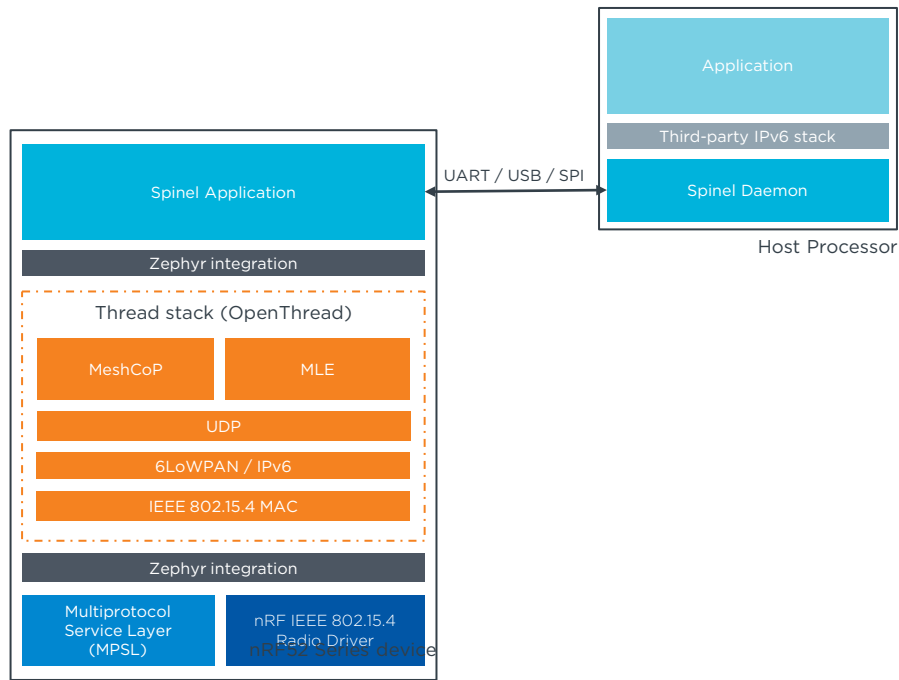 Application
Third-party IPv6 stack
Spinel Daemon
Host Processor
UART / USB / SPI
Spinel Application
Zephyr integration
Thread stack (OpenThread)
MeshCoP
MLE
UDP
6LoWPAN / IPv6
IEEE 802.15.4 MAC
Zephyr integration
Multiprotocol
Service Layer
(MPSL)
nRF IEEE 802.15.4
Radio Driver
nRF52 Series device